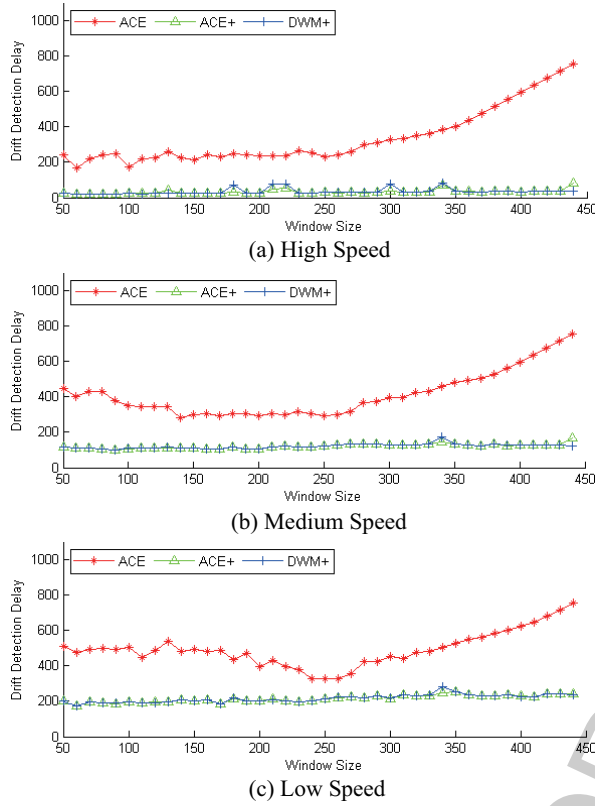 ACE ACE+ DWM+
1000
800
600
400
200
0
Drift Detection Delay
50 100 150 200 250 300 350 400 450
Window Size
(a) High Speed
ACE ACE+ DWM+
1000
800
600
400
200
0
Drift Detection Delay
50 100 150 200 250 300 350 400 450
Window Size
(b) Medium Speed
ACE ACE+ DWM+
1000
800
600
400
200
0
Drift Detection Delay
50 100 150 200 250 300 350 400 450
Window Size
(c) Low Speed